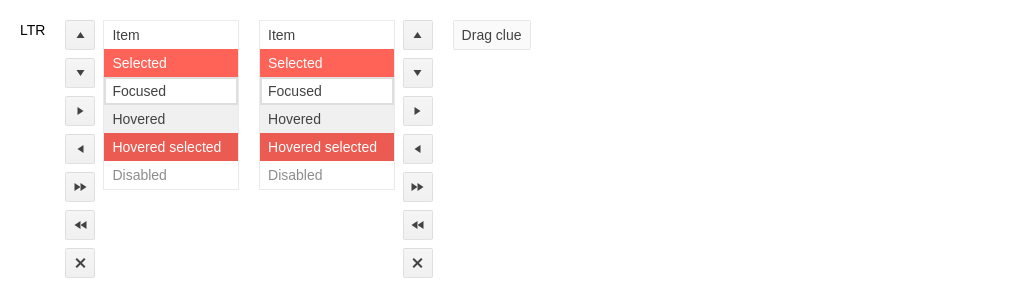 LTR
Item
Selected
Focused
Hovered
Hovered selected
Disabled
Item
Selected
Focused
Hovered
Hovered selected
Disabled
Drag clue